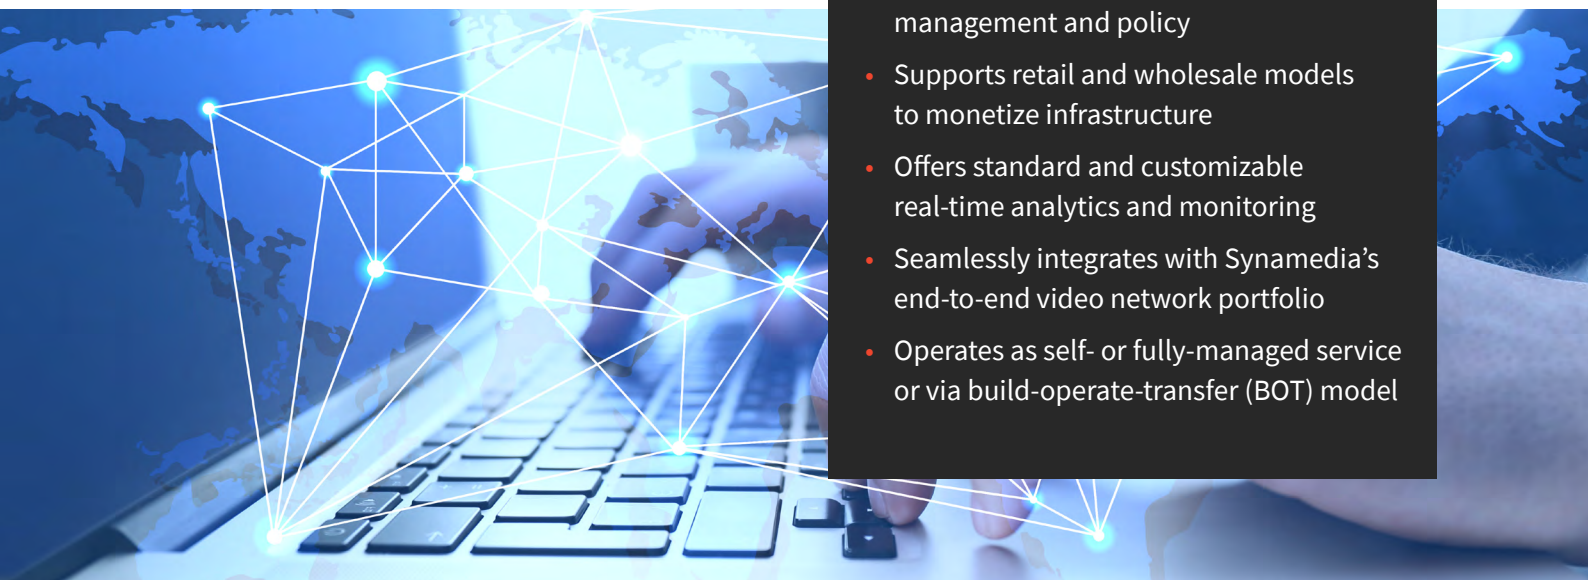 management and policy
• Supports retail and wholesale models
to monetize infrastructure
• Offers standard and customizable
real-time analytics and monitoring
• Seamlessly integrates with Synamedia’s
end-to-end video network portfolio
• Operates as self- or fully-managed service
or via build-operate-transfer (BOT) model